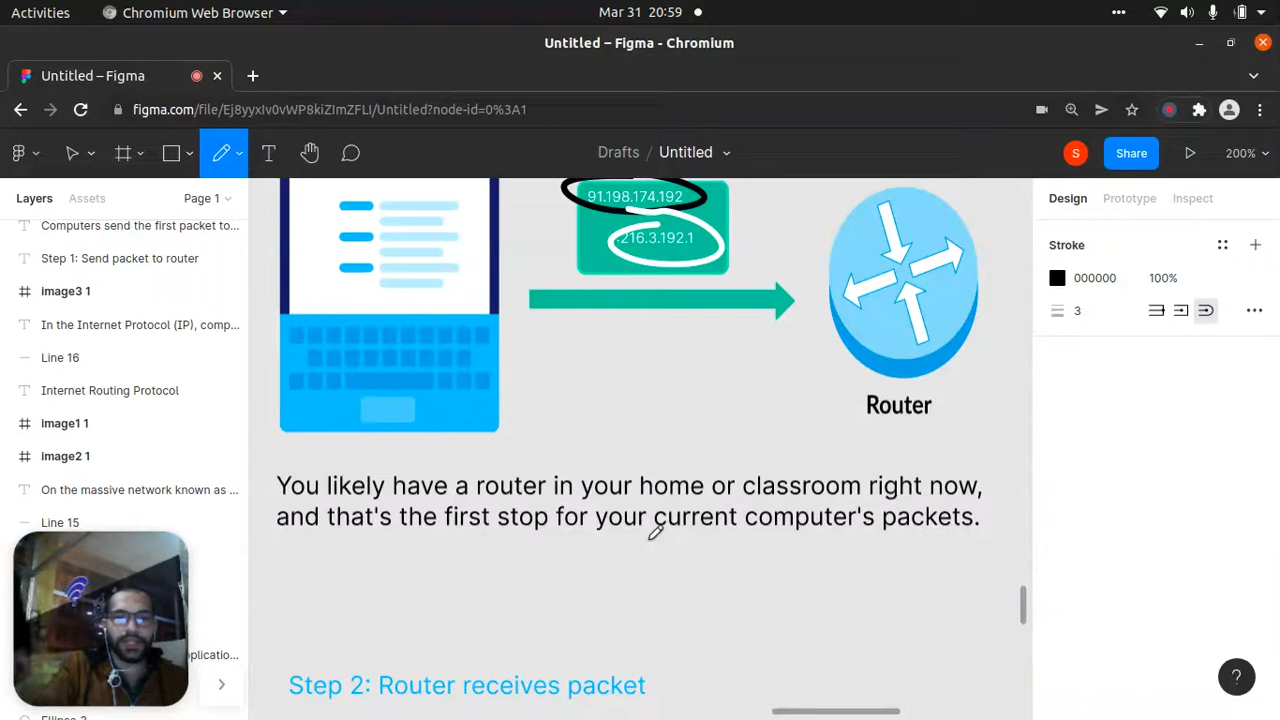 Activities
Chromium Web Browser
Mar 31 20:59
Untitled – Figma - Chromium
Untitled – Figma
figma.com/file/Ej8yyxIv0vWP8kiZImZFLI/Untitled?node-id=0%3A1
Drafts / Untitled
S
Share
200%
Layers
Assets
Page 1
Design
Prototype
Inspect
Computers send the first packet to...
Step 1: Send packet to router
image3 1
In the Internet Protocol (IP), comp...
Line 16
Internet Routing Protocol
image1 1
image2 1
On the massive network known as ...
Line 15
plicatio...
Ellipse 3
91.198.174.192
216.3.192.1
Router
You likely have a router in your home or classroom right now,
and that's the first stop for your current computer's packets.
Step 2: Router receives packet
Stroke
000000
100%
3
?